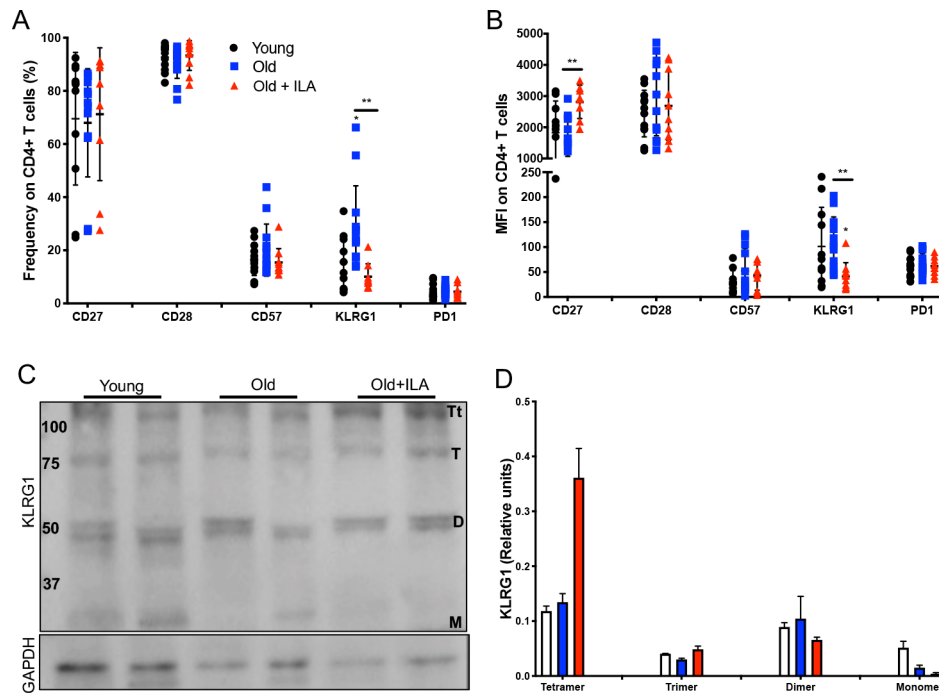 A
Frequency on CD4+ T cells (%)
100
80
60
40
20
0
Young
Old
Old + ILA
*
**
CD27
CD28
CD57
KLRG1
PD1
B
MFI on CD4+ T cells
5000
4000
3000
2000
1000
250
200
150
100
50
0
**
**
*
CD27
CD28
CD57
KLRG1
PD1
C
Young
Old
Old+ILA
KLRG1
100
75
50
37
Tt
T
D
M
GAPDH
D
KLRG1 (Relative units)
0.5
0.4
0.3
0.2
0.1
0.0
Tetramer
Trimer
Dimer
Monome